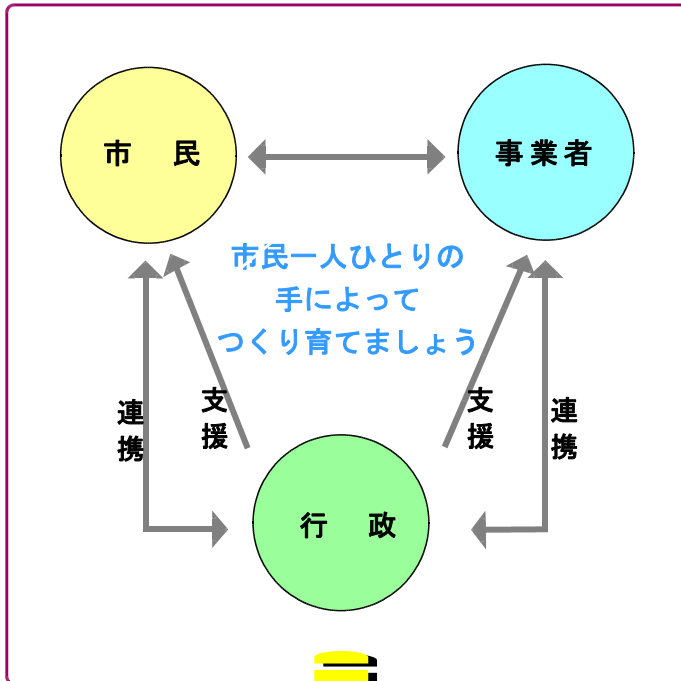 市　民
事業者
市民一人ひとりの
手によって
つくり育てましょう
連携
支援
支援
連携
行　政